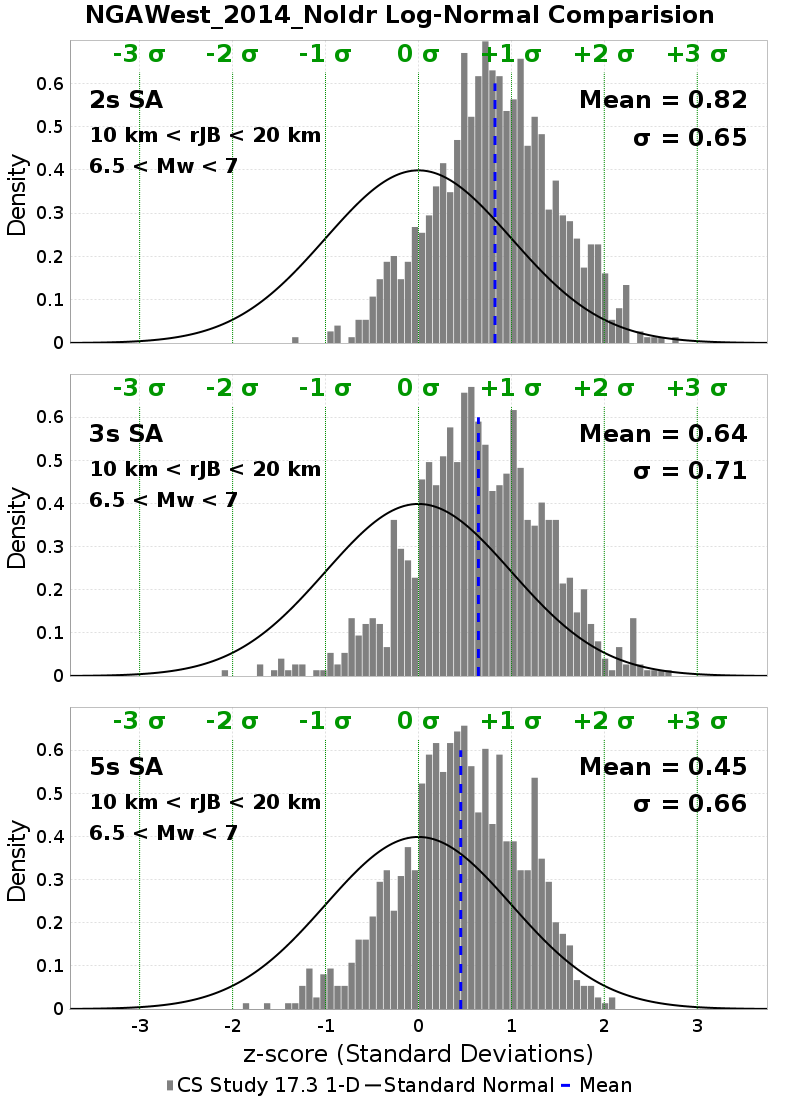 NGAWest_2014_NoIdr Log-Normal Comparision
-3 σ -2 σ -1 σ 0 σ +1 σ +2 σ +3 σ
2s SA
Mean = 0.82
10 km < rJB < 20 km
σ = 0.65
6.5 < Mw < 7
0.6
0.5
0.4
0.3
0.2
0.1
0
Density
-3 σ -2 σ -1 σ 0 σ +1 σ +2 σ +3 σ
3s SA
Mean = 0.64
10 km < rJB < 20 km
σ = 0.71
6.5 < Mw < 7
0.6
0.5
0.4
0.3
0.2
0.1
0
Density
-3 σ -2 σ -1 σ 0 σ +1 σ +2 σ +3 σ
5s SA
Mean = 0.45
10 km < rJB < 20 km
σ = 0.66
6.5 < Mw < 7
0.6
0.5
0.4
0.3
0.2
0.1
0
Density
-3 -2 -1 0 1 2 3
z-score (Standard Deviations)
CS Study 17.3 1-D Standard Normal Mean